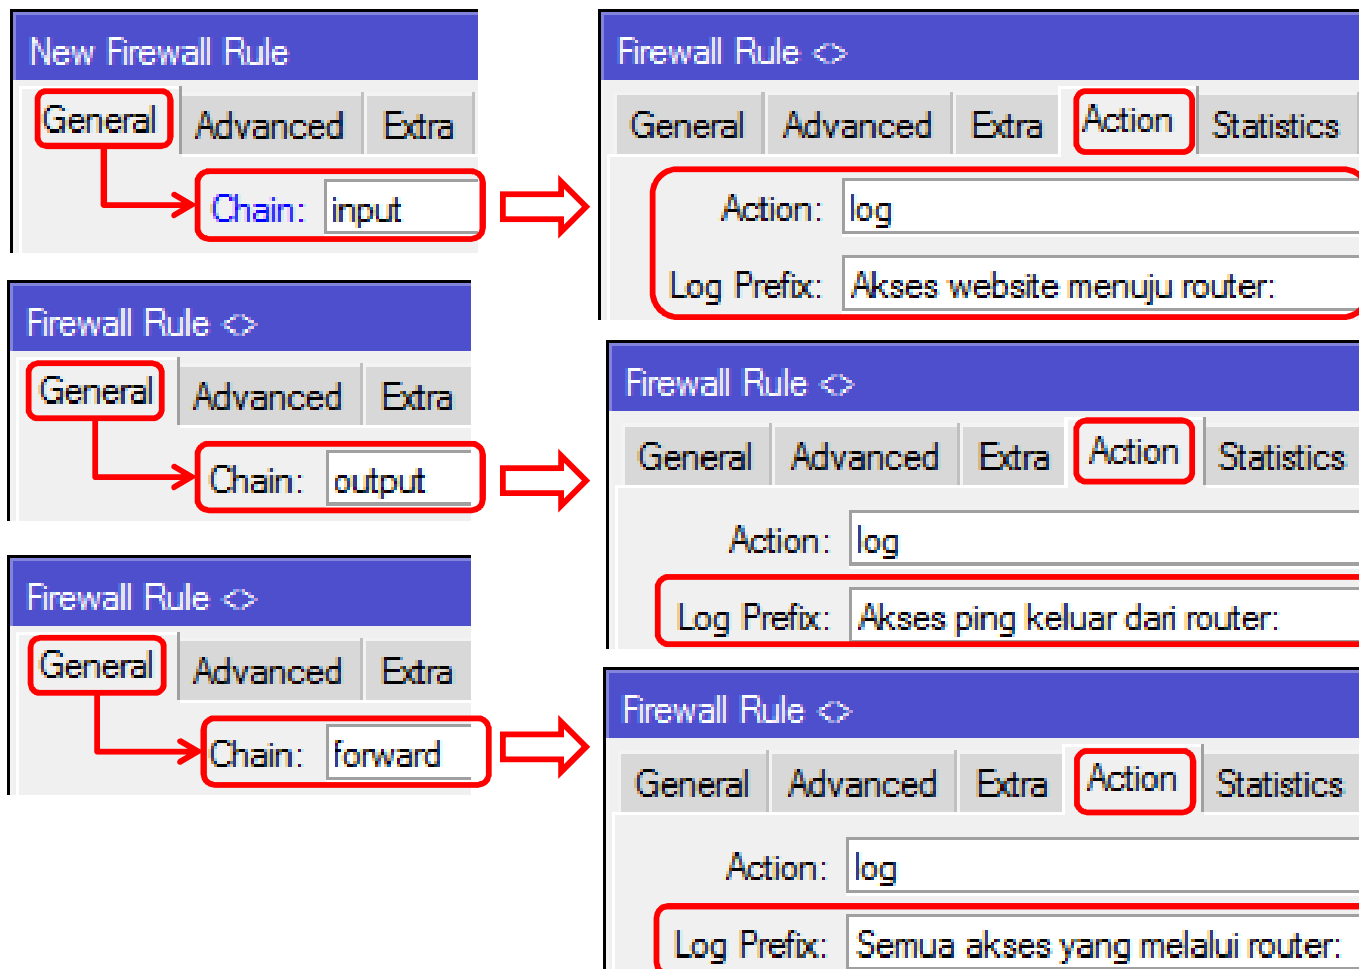 New Firewall Rule
General Advanced Extra
Chain: input
Firewall Rule <>
General Advanced Extra Action Statistics
Action: log
Log Prefix: Akses website menuju router:
Firewall Rule <>
General Advanced Extra
Chain: output
Firewall Rule <>
General Advanced Extra Action Statistics
Action: log
Log Prefix: Akses ping keluar dari router:
Firewall Rule <>
General Advanced Extra
Chain: forward
Firewall Rule <>
General Advanced Extra Action Statistics
Action: log
Log Prefix: Semua akses yang melalui router: